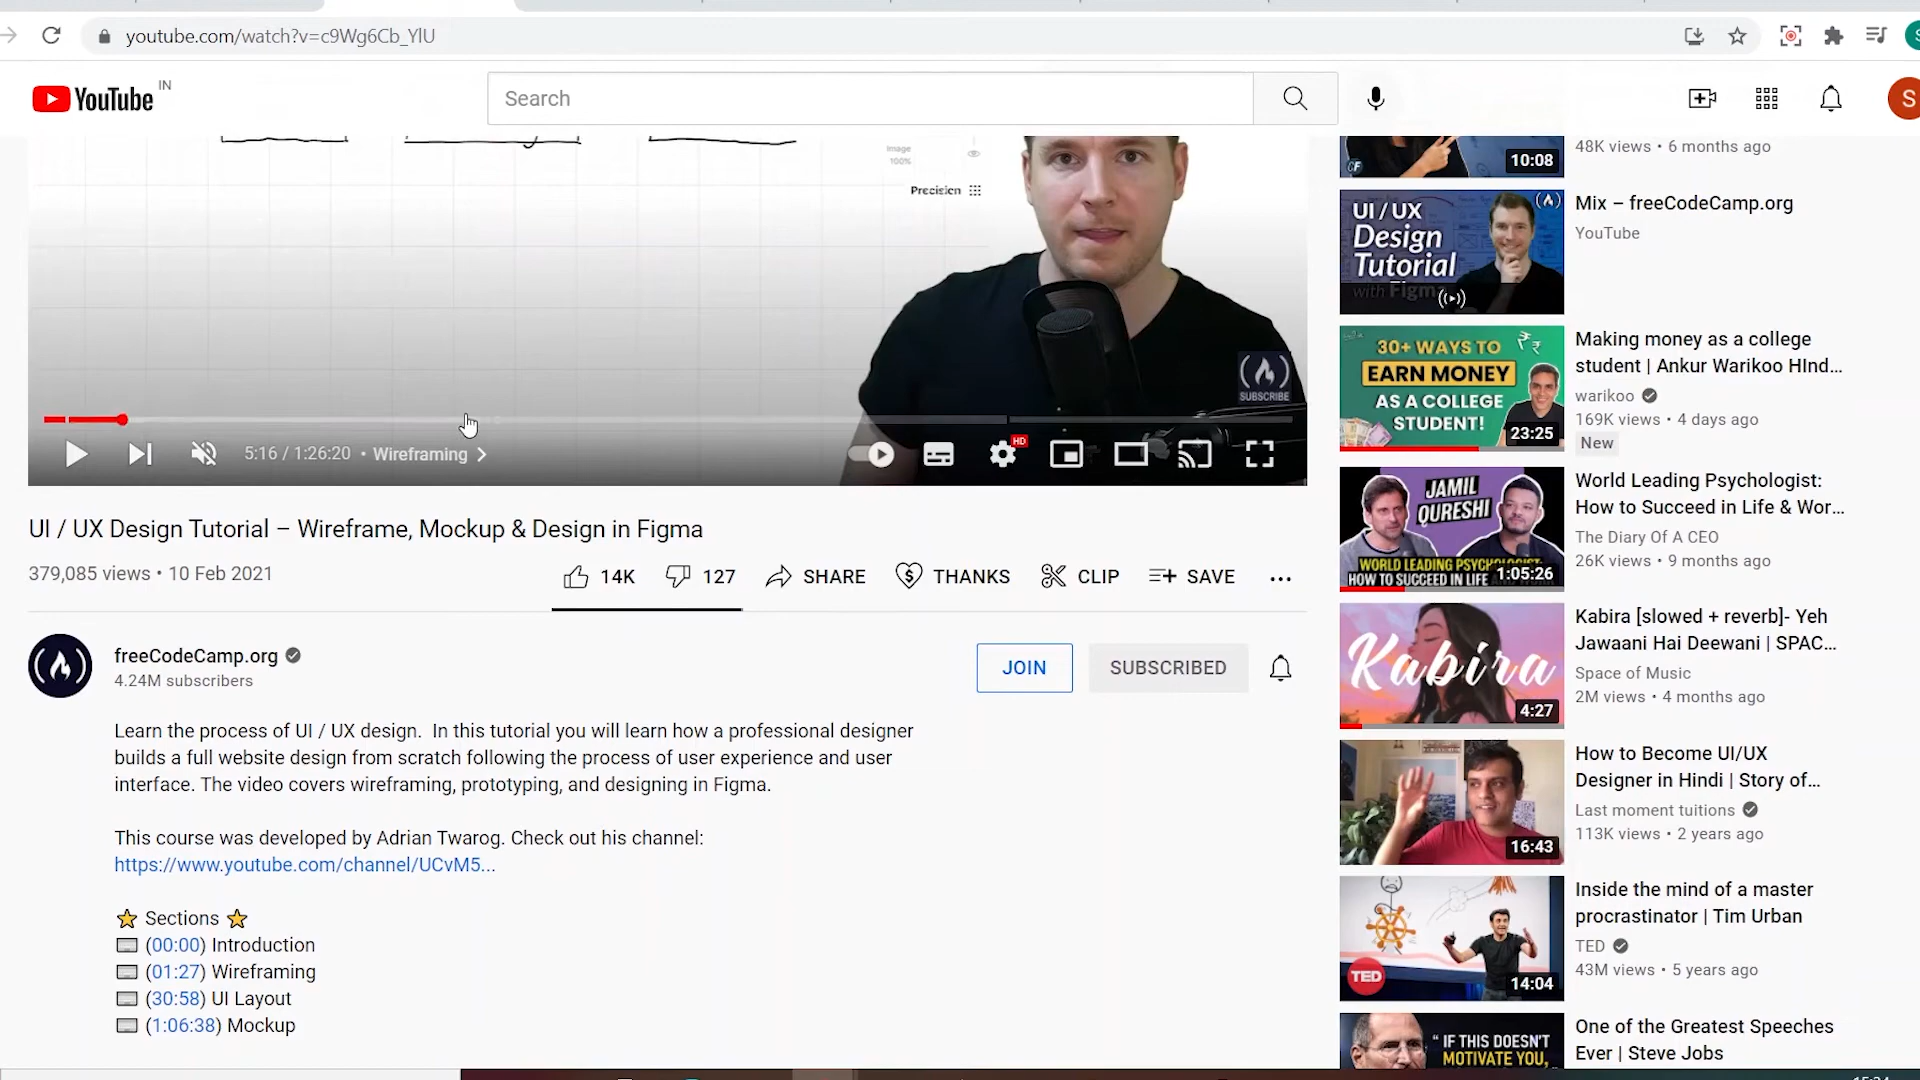 youtube.com/watch?v=c9Wg6Cb_YlU
YouTube IN
Search
S
Image
100%
Precision
SUBSCRIBE
HD
5:16 / 1:26:20 • Wireframing
UI / UX Design Tutorial – Wireframe, Mockup & Design in Figma
379,085 views • 10 Feb 2021
14K 127 SHARE THANKS CLIP SAVE
freeCodeCamp.org
4.24M subscribers
JOIN SUBSCRIBED
Learn the process of UI / UX design. In this tutorial you will learn how a professional designer
builds a full website design from scratch following the process of user experience and user
interface. The video covers wireframing, prototyping, and designing in Figma.
This course was developed by Adrian Twarog. Check out his channel:
https://www.youtube.com/channel/UCvM5...
Sections
(00:00) Introduction
(01:27) Wireframing
(30:58) UI Layout
(1:06:38) Mockup
CF
10:08
48K views • 6 months ago
UI / UX
Design
Tutorial
with Figma
Mix – freeCodeCamp.org
YouTube
30+ WAYS TO
EARN MONEY
AS A COLLEGE
STUDENT!
23:25
Making money as a college
student | Ankur Warikoo HInd...
warikoo
169K views • 4 days ago
New
JAMIL
QURESHI
WORLD LEADING PSYCHOLOGIST:
HOW TO SUCCEED IN LIFE & WOR
1:05:26
World Leading Psychologist:
How to Succeed in Life & Wor...
The Diary Of A CEO
26K views • 9 months ago
Kabira
4:27
Kabira [slowed + reverb]- Yeh
Jawaani Hai Deewani | SPAC...
Space of Music
2M views • 4 months ago
16:43
How to Become UI/UX
Designer in Hindi | Story of...
Last moment tuitions
113K views • 2 years ago
TED
14:04
Inside the mind of a master
procrastinator | Tim Urban
TED
43M views • 5 years ago
“ IF THIS DOESN'T
MOTIVATE YOU,
One of the Greatest Speeches
Ever | Steve Jobs